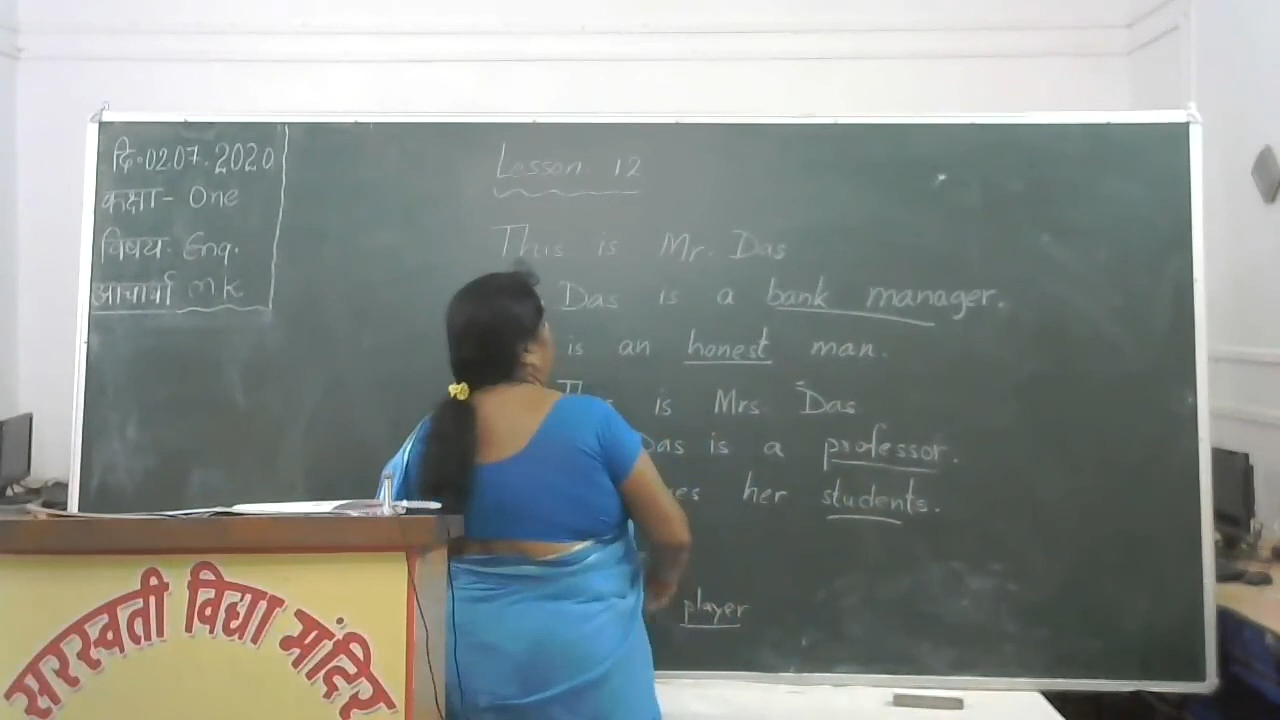 दि. 02.07.2020
कक्षा - One
विषय. Eng.
आचार्या MK
Lesson 12
This is Mr. Das
Das is a bank manager.
is an honest man.
This is Mrs Das
Das is a professor.
her students.
player
सरस्वती विद्या मंदिर